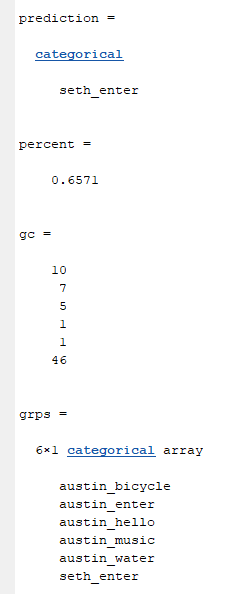 prediction =
categorical
seth_enter
percent =
0.6571
gc =
10
7
5
1
1
46
grps =
6×1 categorical array
austin_bicycle
austin_enter
austin_hello
austin_music
austin_water
seth_enter